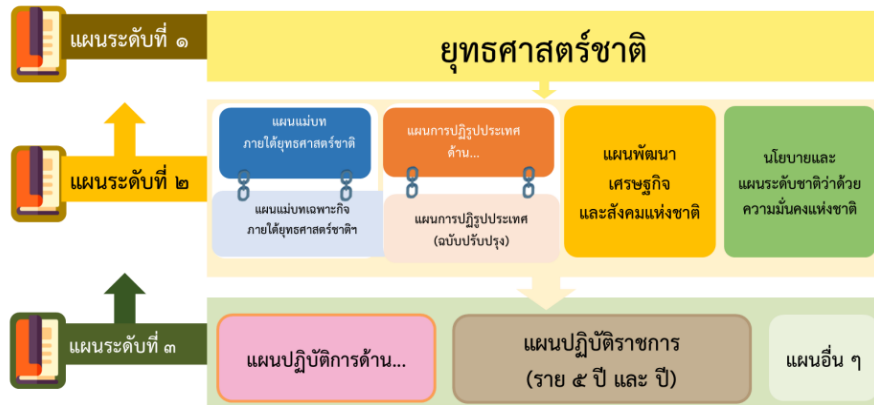 แผนระดับที่ ๑
ยุทธศาสตร์ชาติ
แผนระดับที่ ๒
แผนแม่บท
ภายใต้ยุทธศาสตร์ชาติ
แผนแม่บทเฉพาะกิจ
ภายใต้ยุทธศาสตร์ชาติฯ
แผนการปฏิรูปประเทศ
ด้าน...
แผนการปฏิรูปประเทศ
(ฉบับปรับปรุง)
แผนพัฒนา
เศรษฐกิจ
และสังคมแห่งชาติ
นโยบายและ
แผนระดับชาติว่าด้วย
ความมั่นคงแห่งชาติ
แผนระดับที่ ๓
แผนปฏิบัติการด้าน...
แผนปฏิบัติราชการ
(ราย ๕ ปี และ ปี)
แผนอื่น ๆ